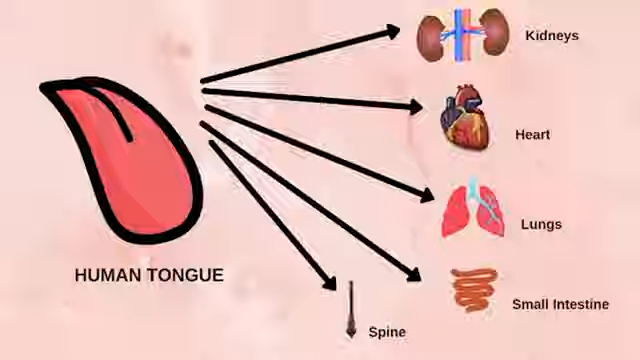 Kidneys
Heart
Lungs
HUMAN TONGUE
Small Intestine
Spine